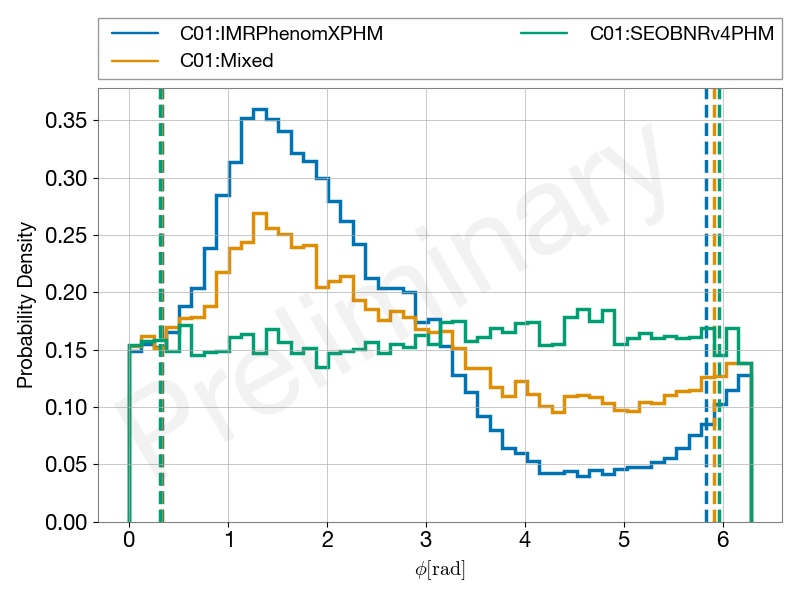 C01:IMRPhenomXPHM
C01:Mixed
C01:SEOBNRv4PHM
Preliminary
Probability Density
0.35
0.30
0.25
0.20
0.15
0.10
0.05
0.00
0 1 2 3 4 5 6
ϕ[rad]